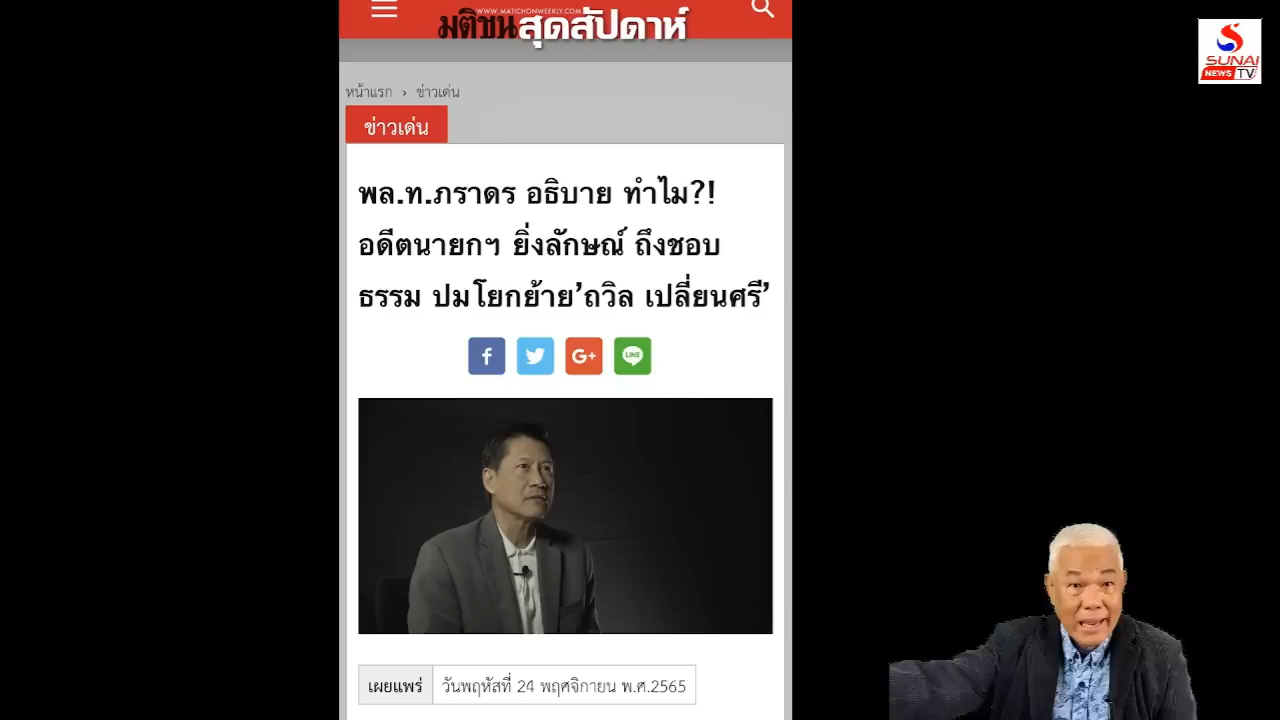 WWW.MATICHONWEEKLY.COM
มติชนสุดสัปดาห์
SUNAI
NEWS TV
หน้าแรก › ข่าวเด่น
ข่าวเด่น
พล.ท.ภราดร อธิบาย ทำไม?!
อดีตนายกฯ ยิ่งลักษณ์ ถึงชอบ
ธรรม ปมโยกย้าย’ถวิล เปลี่ยนศรี’
f
G+
LINE
เผยแพร่ วันพฤหัสที่ 24 พฤศจิกายน พ.ศ.2565